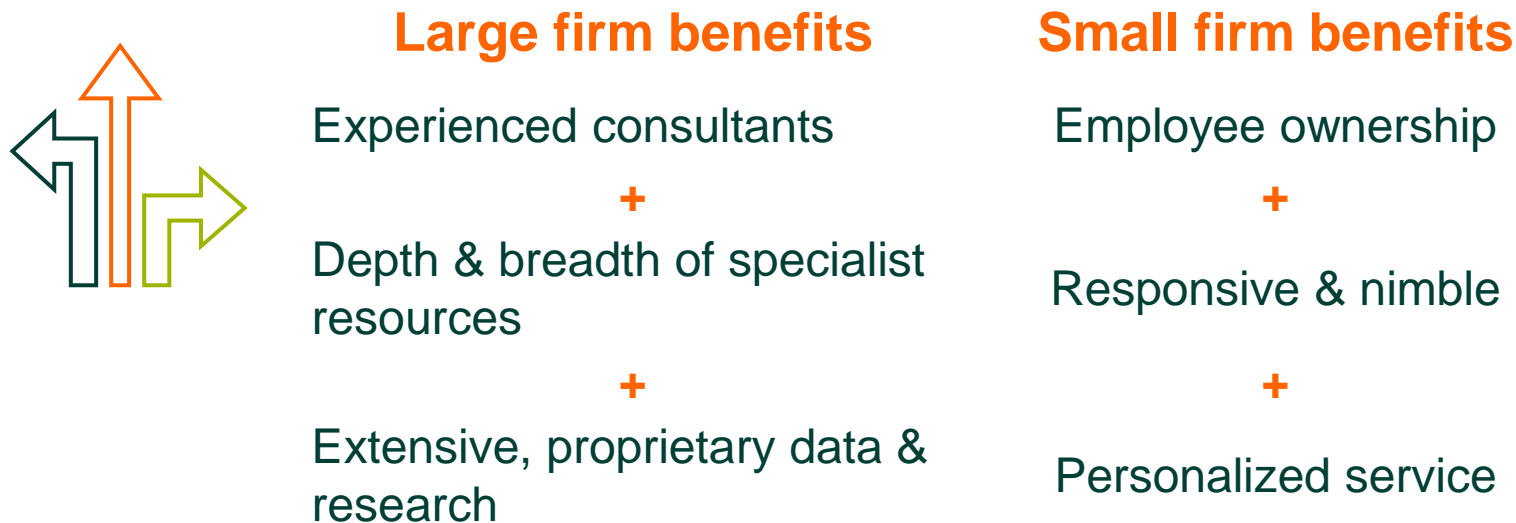 Large firm benefits
Experienced consultants
+
Depth & breadth of specialist
resources
+
Extensive, proprietary data &
research
Small firm benefits
Employee ownership
+
Responsive & nimble
+
Personalized service